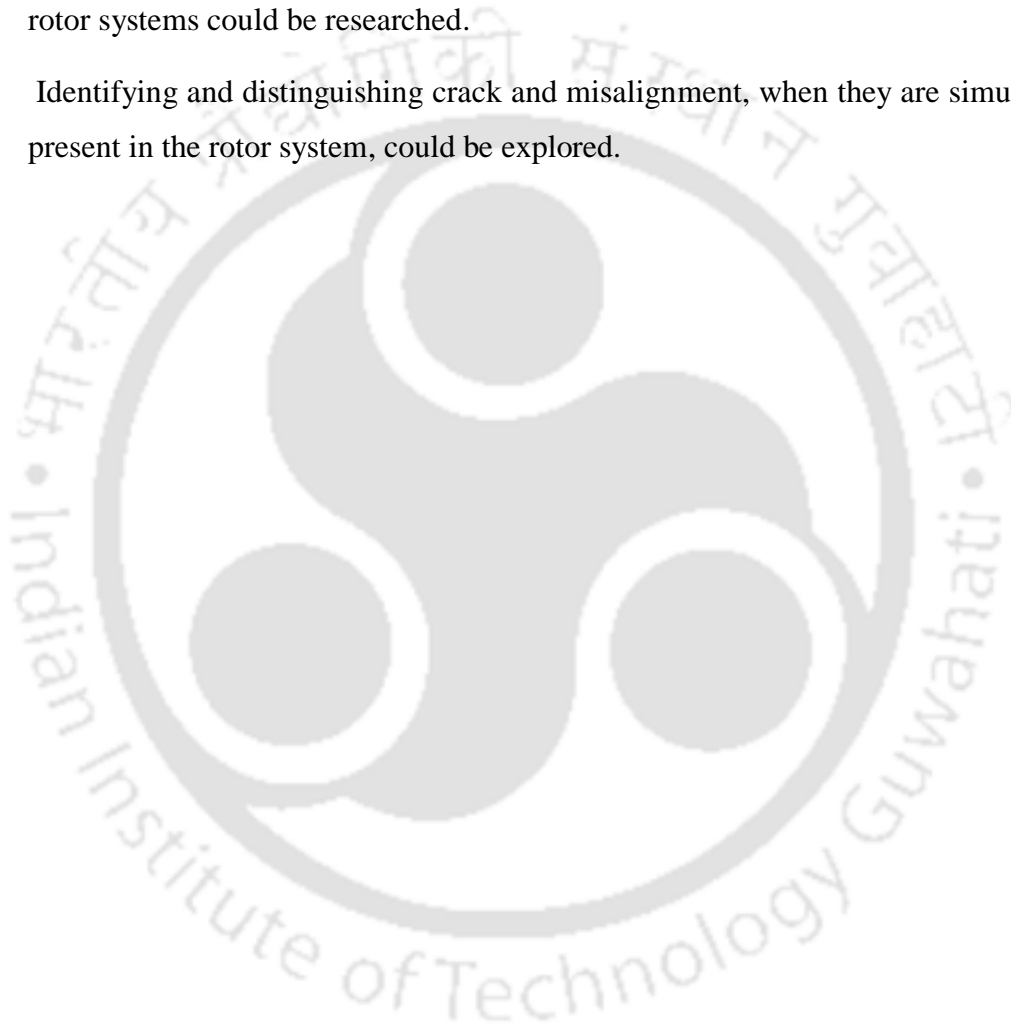 rotor systems could be researched.
Identifying and distinguishing crack and misalignment, when they are simu
present in the rotor system, could be explored.
भारतीय प्रौद्योगिकी संस्थान गुवाहाटी
Indian Institute of Technology Guwahati